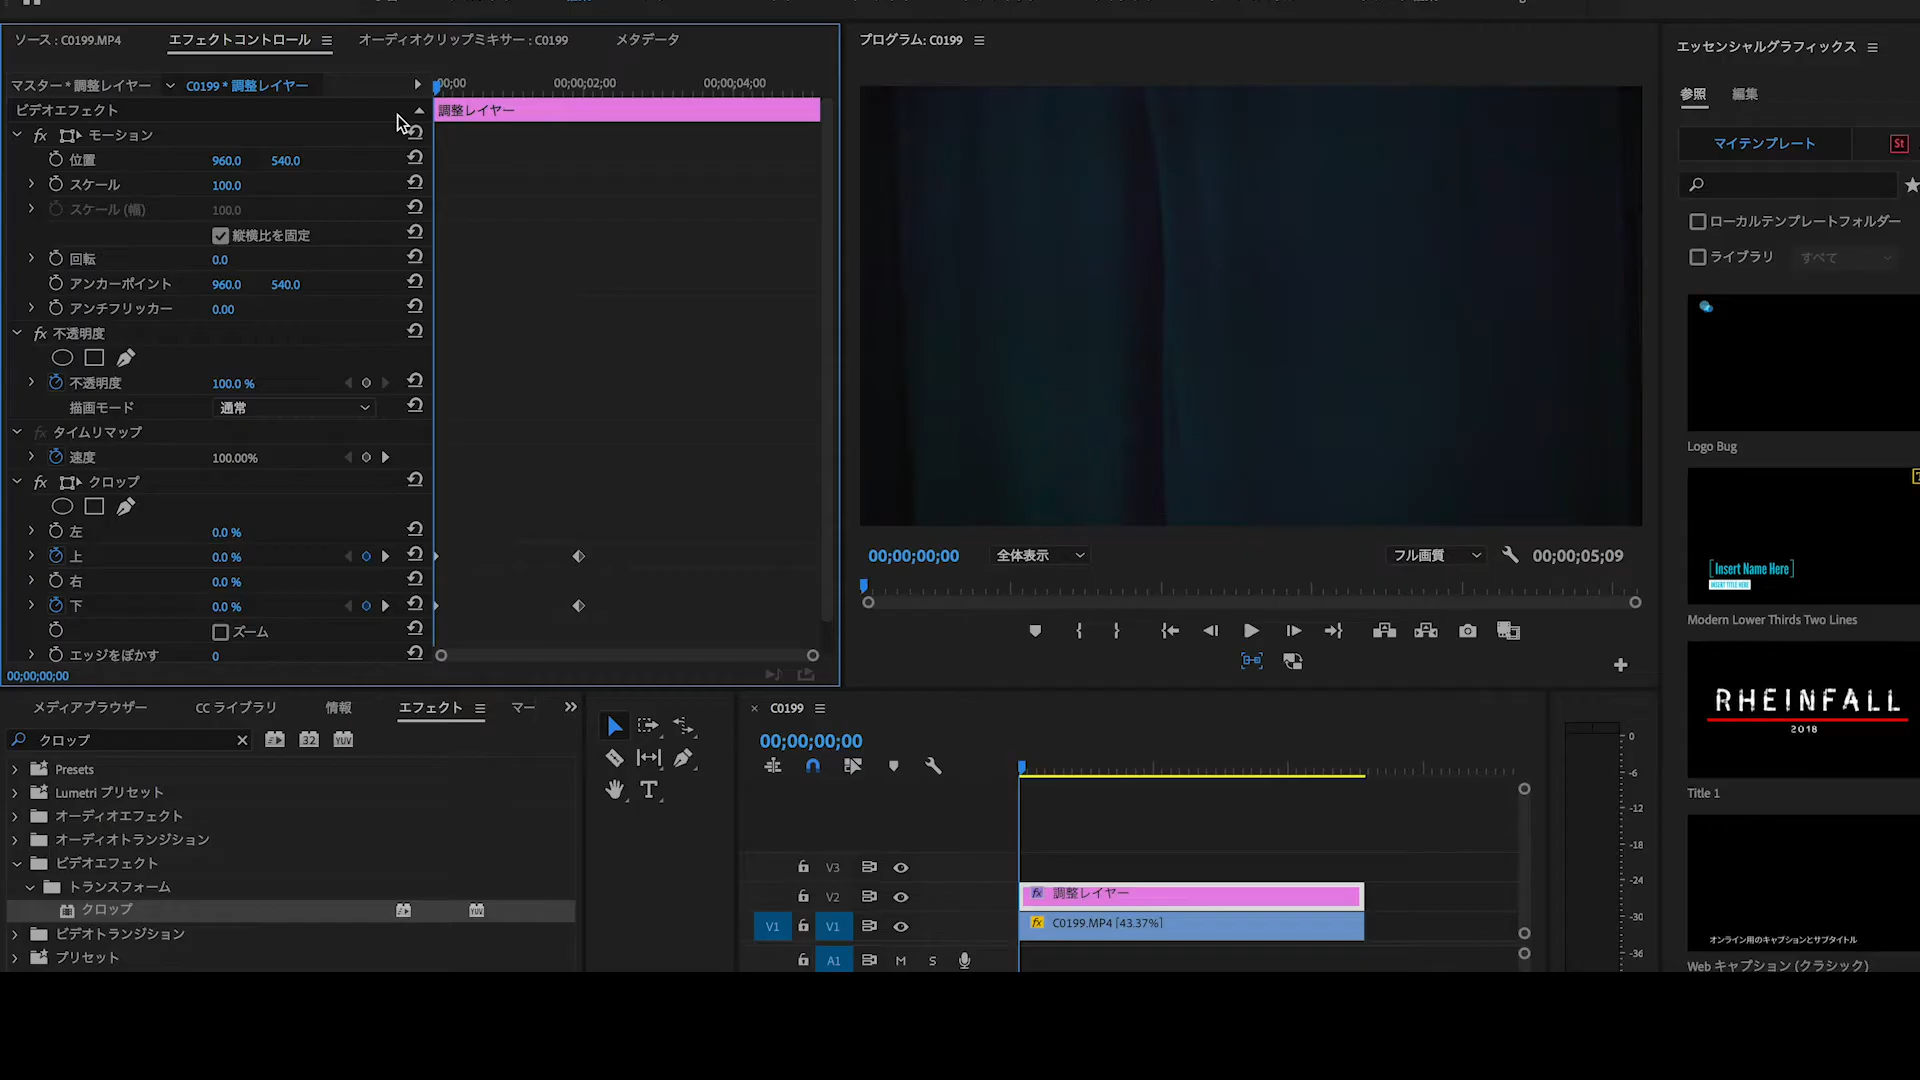 ソース : C0199.MP4
エフェクトコントロール
オーディオクリップミキサー : C0199
メタデータ
マスター * 調整レイヤー
C0199 * 調整レイヤー
00;00
00;00;02;00
00;00;04;00
ビデオエフェクト
調整レイヤー
fx モーション
位置 960.0 540.0
スケール 100.0
スケール (幅) 100.0
縦横比を固定
回転 0.0
アンカーポイント 960.0 540.0
アンチフリッカー 0.00
fx 不透明度
不透明度 100.0 %
描画モード 通常
fx タイムリマップ
速度 100.00%
fx クロップ
左 0.0 %
上 0.0 %
右 0.0 %
下 0.0 %
ズーム
エッジをぼかす 0
00;00;00;00
プログラム: C0199
00;00;00;00
全体表示
フル画質
00;00;05;09
エッセンシャルグラフィックス
参照
編集
マイテンプレート
St
ローカルテンプレートフォルダー
ライブラリ
すべて
Logo Bug
[Insert Name Here]
INSERT TITLE HERE
Modern Lower Thirds Two Lines
RHEINFALL
2018
Title 1
オンライン用のキャプションとサブタイトル
Web キャプション (クラシック)
メディアブラウザー
CC ライブラリ
情報
エフェクト
マー
クロップ
32
YUV
Presets
Lumetri プリセット
オーディオエフェクト
オーディオトランジション
ビデオエフェクト
トランスフォーム
クロップ
YUV
ビデオトランジション
プリセット
C0199
00;00;00;00
V3
V2
fx 調整レイヤー
V1
V1
fx C0199.MP4 [43.37%]
A1
M
S
0
-6
-12
-18
-24
-30
-36